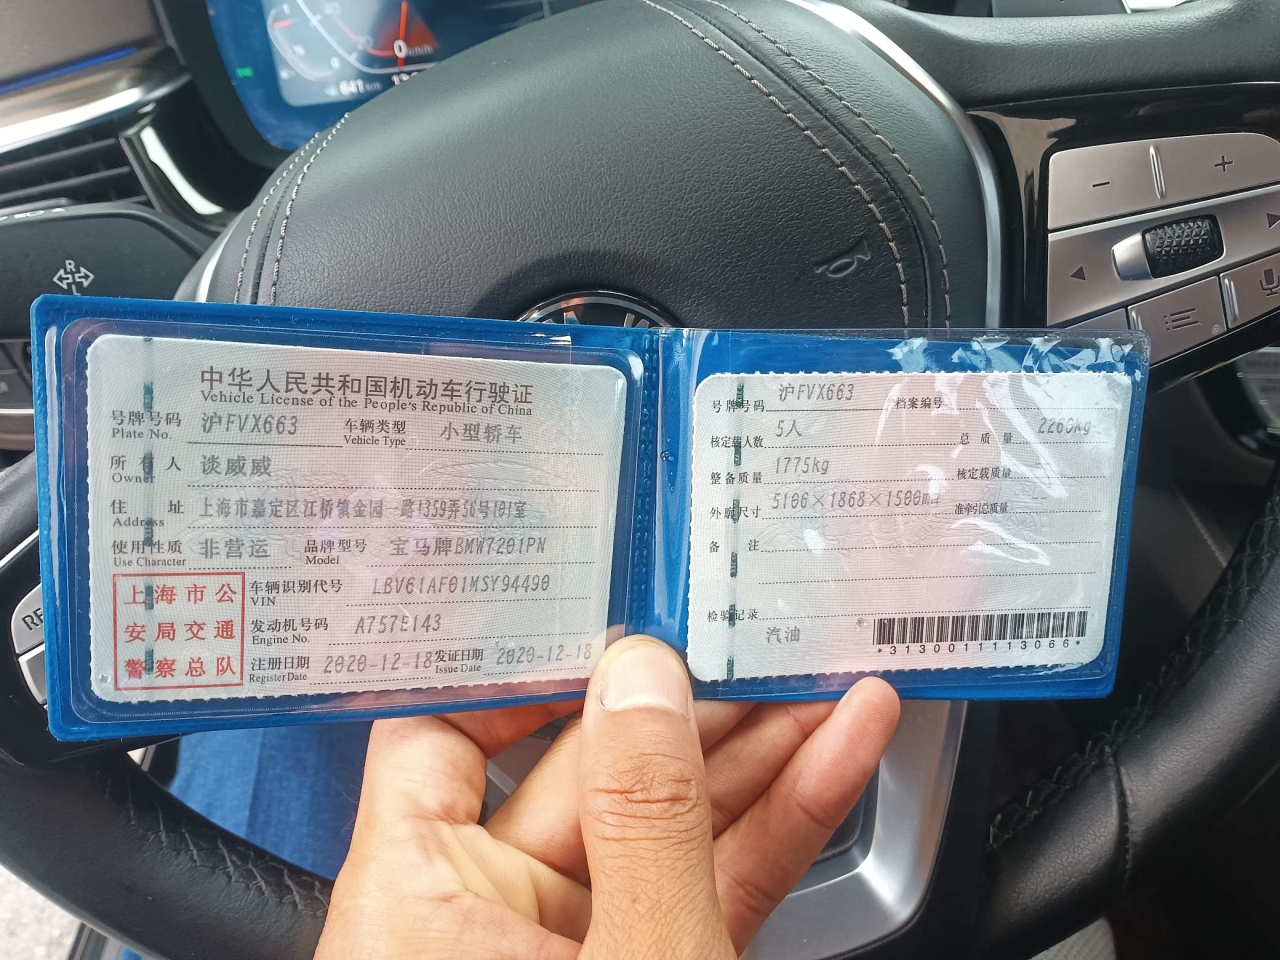 中华人民共和国机动车行驶证
Vehicle License of the People's Republic of China
号牌号码 沪FVX663 车辆类型 小型轿车
Plate No. Vehicle Type
所有人 谈威威
Owner
住址 上海市嘉定区江桥镇金园一路1359弄50号101室
Address
使用性质 非营运 品牌型号 宝马牌BMW7201PN
Use Character Model
上海市公
安局交通
警察总队
车辆识别代号 LBV61AF01MSY94490
VIN
发动机号码 A757E143
Engine No.
注册日期 2020-12-18 发证日期 2020-12-18
Register Date Issue Date
号牌号码 沪FVX663 档案编号
核定载人数 5人 总质量 2260kg
整备质量 1775kg 核定载质量 --
外廓尺寸 5106×1868×1500mm 准牵引总质量 --
备注
检验记录
汽油
*3130011113066*
0
km/h
641 km
R
L
RE
− +